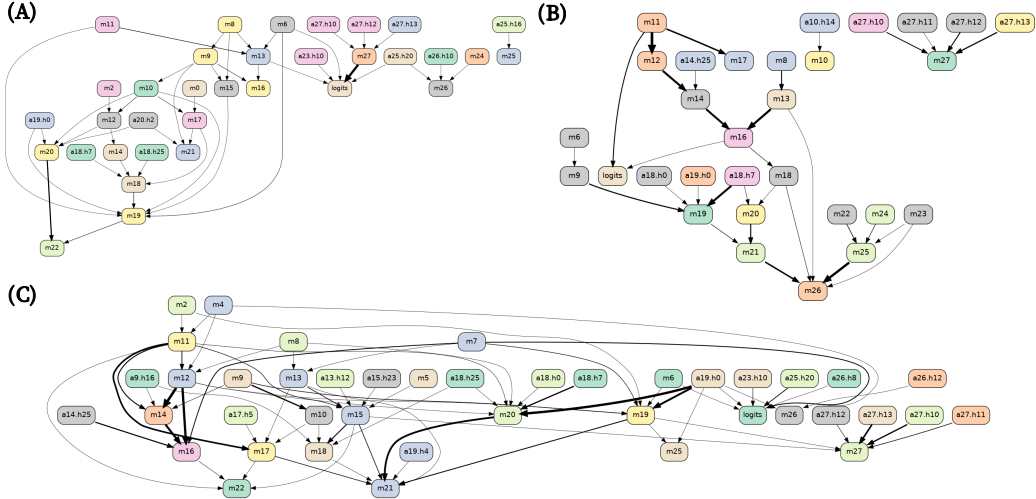 (A)
m11 m8 m6 a27.h10 a27.h12 a27.h13 a25.h16
m9 m13 a23.h10 m27 a25.h20 a26.h10 m24 m25
m2 m10 m0 m15 m16 logits m26
a19.h0 m12 a20.h2 m17
m20 a18.h7 m14 a18.h25 m21
m18
m19
m22
(B)
m11 a10.h14 a27.h10 a27.h11 a27.h12 a27.h13
m12 a14.h25 m8 m17 m10 m27
m14 m13
m6 m16
m9 logits a18.h0 a19.h0 a18.h7 m18
m19 m20 m22 m24 m23
m21 m25
m26
(C)
m2 m4
m11 m8 m7
a9.h16 m12 m9 m13 a13.h12 a15.h23 m5 a18.h25 a18.h0 a18.h7 m6 a19.h0 a23.h10 a25.h20 a26.h8 a26.h12
a14.h25 m14 a17.h5 m10 m15 m20 m19 logits m26 a27.h12 a27.h13 a27.h10 a27.h11
m16 m17 m18 a19.h4 m25 m27
m22 m21